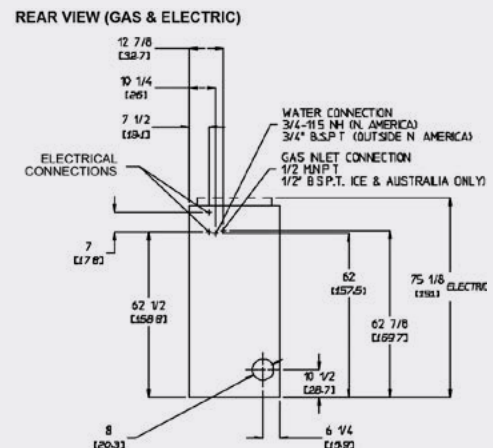 REAR VIEW (GAS & ELECTRIC)
12 7/8
[32.7]
10 1/4
[26]
7 1/2
[19.1]
WATER CONNECTION
3/4-11.5 NH (N. AMERICA)
3/4" B.S.P.T (OUTSIDE N AMERICA)
GAS INLET CONNECTION
1/2 M.N.P.T
1/2" B.S.P.T. (CE & AUSTRALIA ONLY)
ELECTRICAL
CONNECTIONS
7
[17.8]
62 1/2
[158.8]
62
[157.5]
62 7/8
[159.7]
75 1/8
[191]
ELECTRIC
10 1/2
[26.7]
8
[20.3]
6 1/4
[15.9]